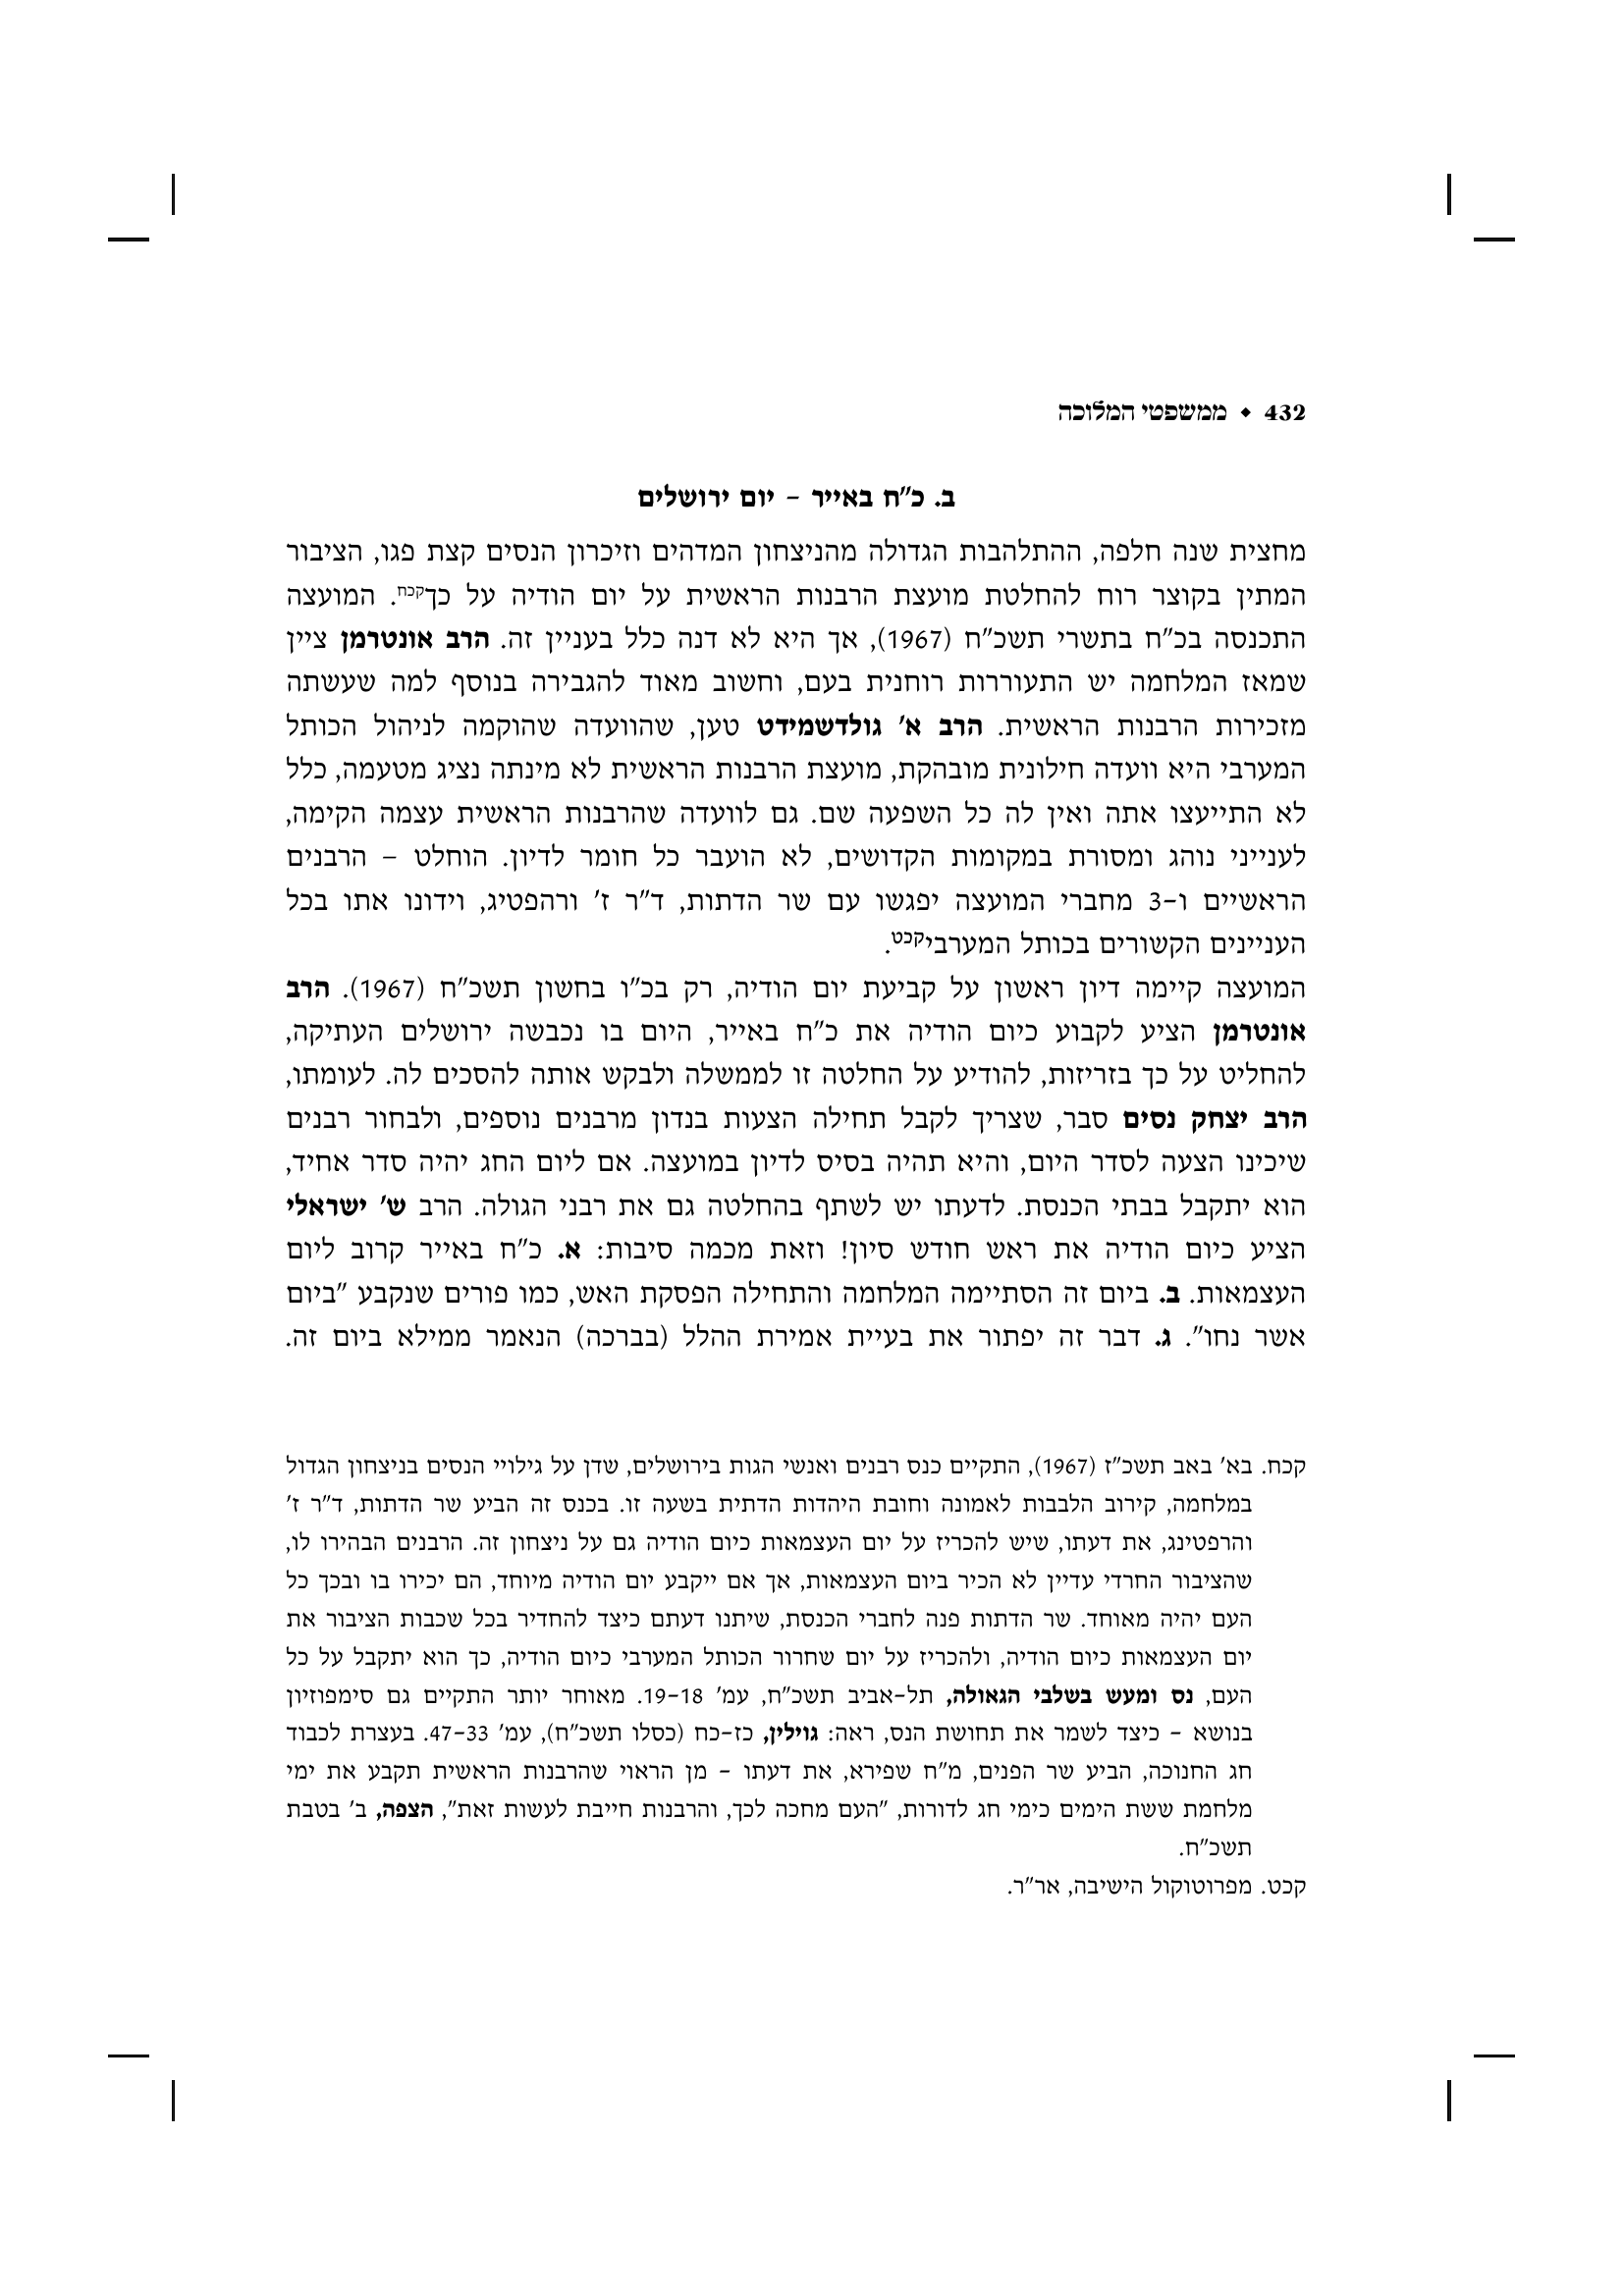 432 ◆ ממשפטי המלוכה
ב. כ"ח באייר – יום ירושלים
מחצית שנה חלפה, ההתלהבות הגדולה מהניצחון המדהים וזיכרון הנסים קצת פגו, הציבור
המתין בקוצר רוח להחלטת מועצת הרבנות הראשית על יום הודיה על כךקכח. המועצה
התכנסה בכ"ח בתשרי תשכ"ח (1967), אך היא לא דנה כלל בעניין זה. הרב אונטרמן ציין
שמאז המלחמה יש התעוררות רוחנית בעם, וחשוב מאוד להגבירה בנוסף למה שעשתה
מזכירות הרבנות הראשית. הרב א' גולדשמידט טען, שהוועדה שהוקמה לניהול הכותל
המערבי היא וועדה חילונית מובהקת, מועצת הרבנות הראשית לא מינתה נציג מטעמה, כלל
לא התייעצו אתה ואין לה כל השפעה שם. גם לוועדה שהרבנות הראשית עצמה הקימה,
לענייני נוהג ומסורת במקומות הקדושים, לא הועבר כל חומר לדיון. הוחלט – הרבנים
הראשיים ו-3 מחברי המועצה יפגשו עם שר הדתות, ד"ר ז' ורהפטיג, וידונו אתו בכל
העניינים הקשורים בכותל המערביקכט.
המועצה קיימה דיון ראשון על קביעת יום הודיה, רק בכ"ו בחשון תשכ"ח (1967). הרב
אונטרמן הציע לקבוע כיום הודיה את כ"ח באייר, היום בו נכבשה ירושלים העתיקה,
להחליט על כך בזריזות, להודיע על החלטה זו לממשלה ולבקש אותה להסכים לה. לעומתו,
הרב יצחק נסים סבר, שצריך לקבל תחילה הצעות בנדון מרבנים נוספים, ולבחור רבנים
שיכינו הצעה לסדר היום, והיא תהיה בסיס לדיון במועצה. אם ליום החג יהיה סדר אחיד,
הוא יתקבל בבתי הכנסת. לדעתו יש לשתף בהחלטה גם את רבני הגולה. הרב ש' ישראלי
הציע כיום הודיה את ראש חודש סיון! וזאת מכמה סיבות: א. כ"ח באייר קרוב ליום
העצמאות. ב. ביום זה הסתיימה המלחמה והתחילה הפסקת האש, כמו פורים שנקבע "ביום
אשר נחו". ג. דבר זה יפתור את בעיית אמירת ההלל (בברכה) הנאמר ממילא ביום זה.
קכח. בא' באב תשכ"ז (1967), התקיים כנס רבנים ואנשי הגות בירושלים, שדן על גילויי הנסים בניצחון הגדול
במלחמה, קירוב הלבבות לאמונה וחובת היהדות הדתית בשעה זו. בכנס זה הביע שר הדתות, ד"ר ז'
והרפטינג, את דעתו, שיש להכריז על יום העצמאות כיום הודיה גם על ניצחון זה. הרבנים הבהירו לו,
שהציבור החרדי עדיין לא הכיר ביום העצמאות, אך אם ייקבע יום הודיה מיוחד, הם יכירו בו ובכך כל
העם יהיה מאוחד. שר הדתות פנה לחברי הכנסת, שיתנו דעתם כיצד להחדיר בכל שכבות הציבור את
יום העצמאות כיום הודיה, ולהכריז על יום שחרור הכותל המערבי כיום הודיה, כך הוא יתקבל על כל
העם, נס ומעש בשלבי הגאולה, תל-אביב תשכ"ח, עמ' 19-18. מאוחר יותר התקיים גם סימפוזיון
בנושא – כיצד לשמר את תחושת הנס, ראה: גוילין, כז-כח (כסלו תשכ"ח), עמ' 47-33. בעצרת לכבוד
חג החנוכה, הביע שר הפנים, מ"ח שפירא, את דעתו – מן הראוי שהרבנות הראשית תקבע את ימי
מלחמת ששת הימים כימי חג לדורות, "העם מחכה לכך, והרבנות חייבת לעשות זאת", הצפה, ב' בטבת
תשכ"ח.
קכט. מפרוטוקול הישיבה, אר"ר.